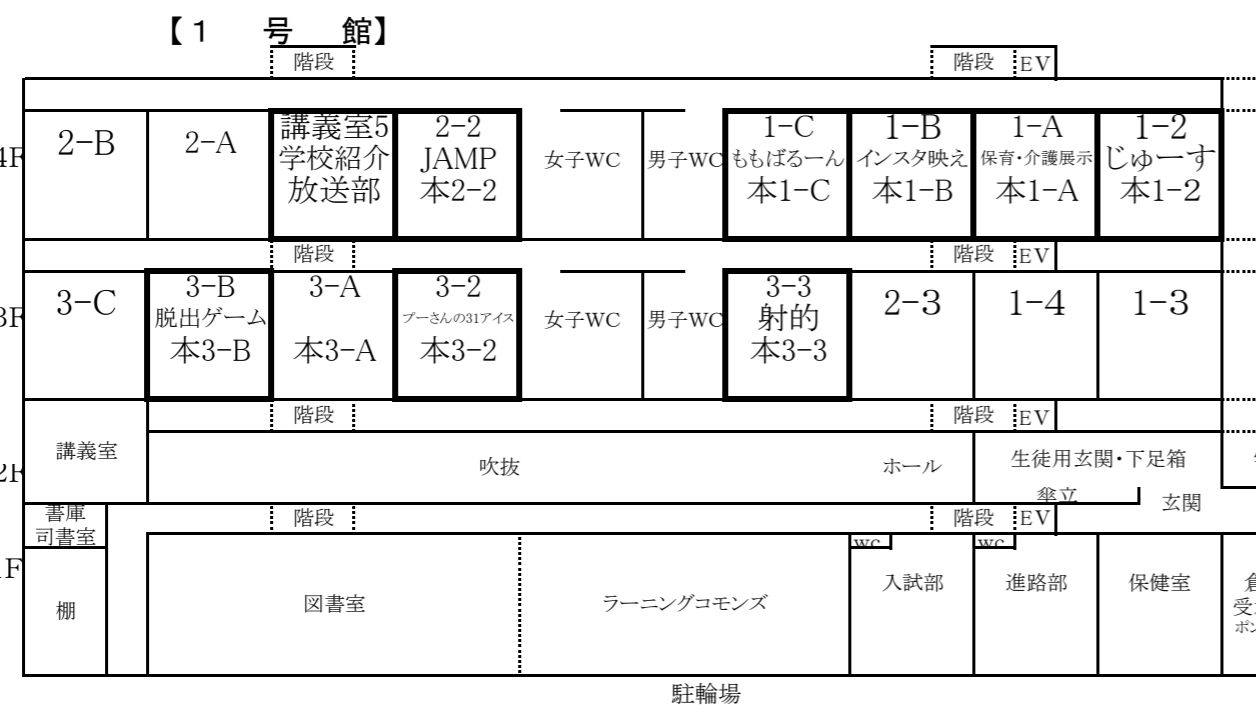 【１　号　館】
階段
階段 EV
4F
2-B
2-A
講義室5
学校紹介
放送部
2-2
JAMP
本2-2
女子WC
男子WC
1-C
ももばるーん
本1-C
1-B
インスタ映え
本1-B
1-A
保育・介護展示
本1-A
1-2
じゅーす
本1-2
階段
階段 EV
3F
3-C
3-B
脱出ゲーム
本3-B
3-A
本3-A
3-2
プーさんの31アイス
本3-2
女子WC
男子WC
3-3
射的
本3-3
2-3
1-4
1-3
階段
階段 EV
2F
講義室
吹抜
ホール
生徒用玄関・下足箱
傘立
玄関
書庫
司書室
階段
階段 EV
F
棚
図書室
ラーニングコモンズ
wc
入試部
wc
進路部
保健室
受
駐輪場